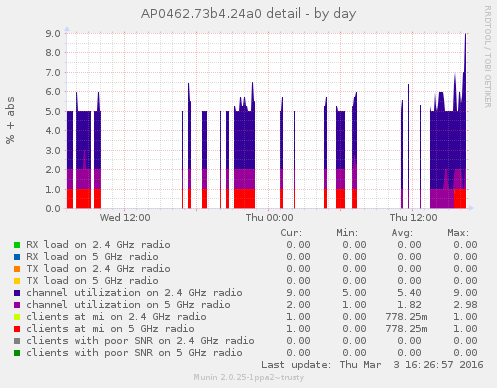 AP0462.73b4.24a0 detail - by day
RRDTOOL / TOBI OETIKER
% + abs
9.0
8.0
7.0
6.0
5.0
4.0
3.0
2.0
1.0
0.0
Wed 12:00 Thu 00:00 Thu 12:00
Cur: Min: Avg: Max:
RX load on 2.4 GHz radio 0.00 0.00 0.00 0.00
RX load on 5 GHz radio 0.00 0.00 0.00 0.00
TX load on 2.4 GHz radio 0.00 0.00 0.00 0.00
TX load on 5 GHz radio 0.00 0.00 0.00 0.00
channel utilization on 2.4 GHz radio 9.00 5.00 5.40 9.00
channel utilization on 5 GHz radio 2.00 1.00 1.82 2.98
clients at mi on 2.4 GHz radio 1.00 0.00 778.25m 1.00
clients at mi on 5 GHz radio 1.00 0.00 778.25m 1.00
clients with poor SNR on 2.4 GHz radio 0.00 0.00 0.00 0.00
clients with poor SNR on 5 GHz radio 0.00 0.00 0.00 0.00
Last update: Thu Mar 3 16:26:57 2016
Munin 2.0.25-1ppa2~trusty